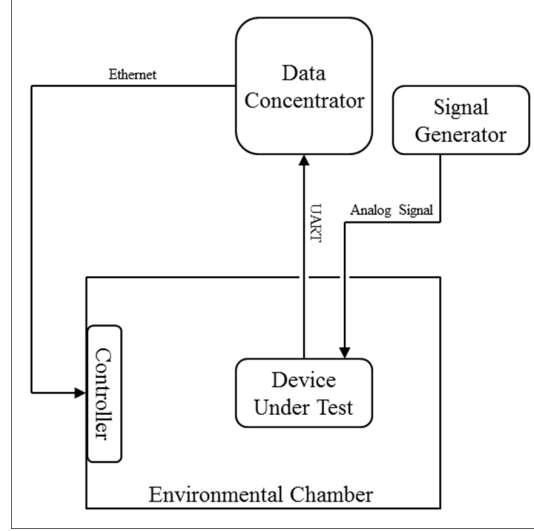 Ethernet
Data
Concentrator
Signal
Generator
UART
Analog Signal
Controller
Device
Under Test
Environmental Chamber